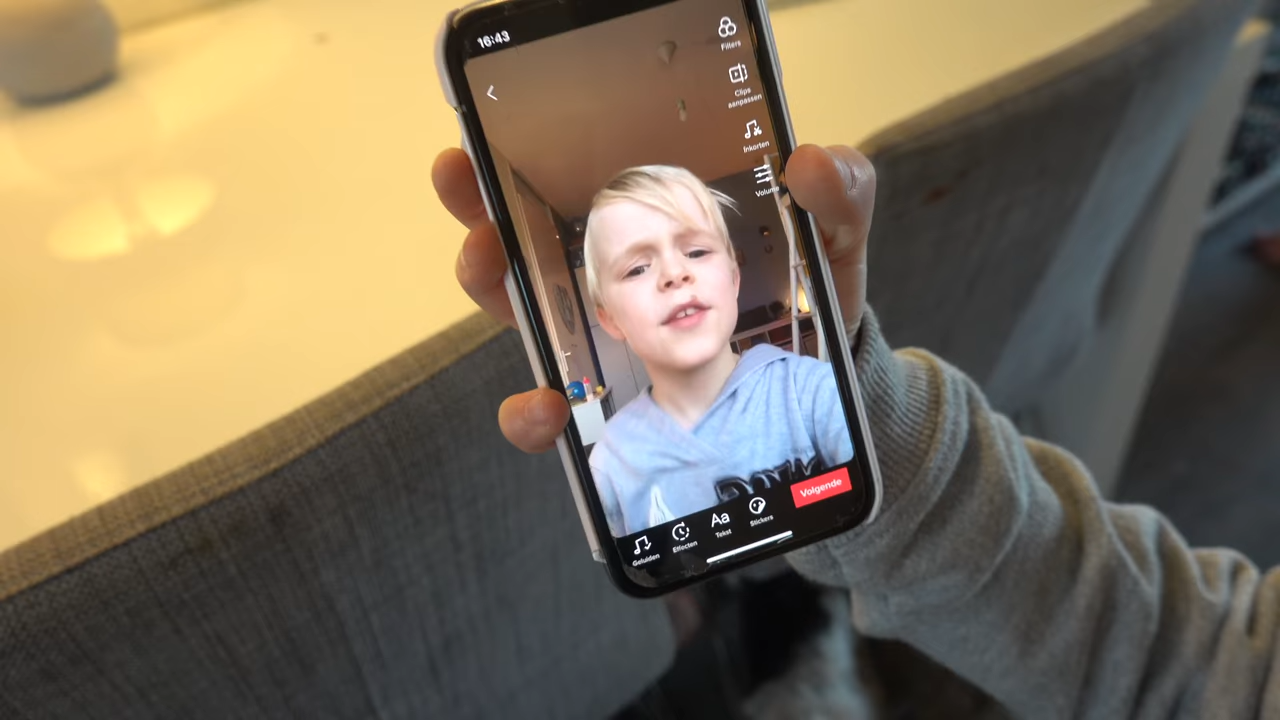 16:43
Filters
Clips
aanpassen
Inkorten
Volume
Volgende
Geluiden
Effecten
Tekst
Aa
Stickers